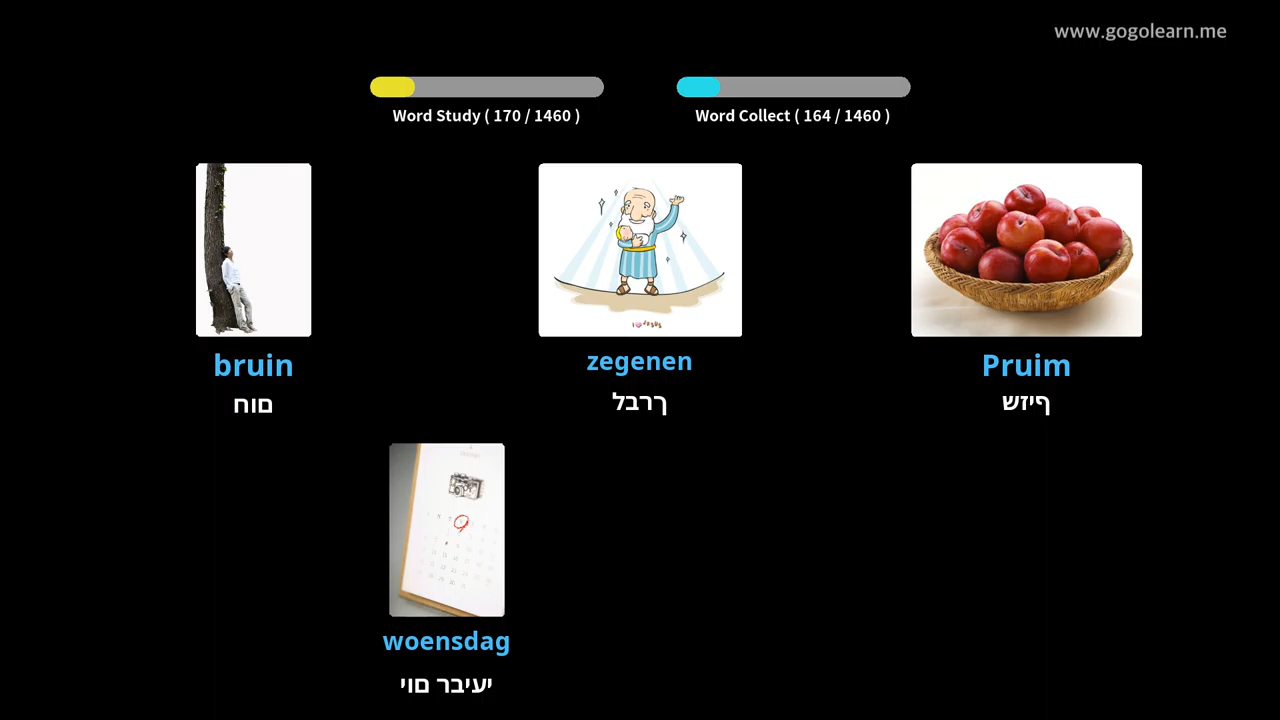 www.gogolearn.me
Word Study ( 170 / 1460 )
Word Collect ( 164 / 1460 )
bruin
חום
zegenen
לברך
Pruim
שזיף
woensdag
יום רביעי